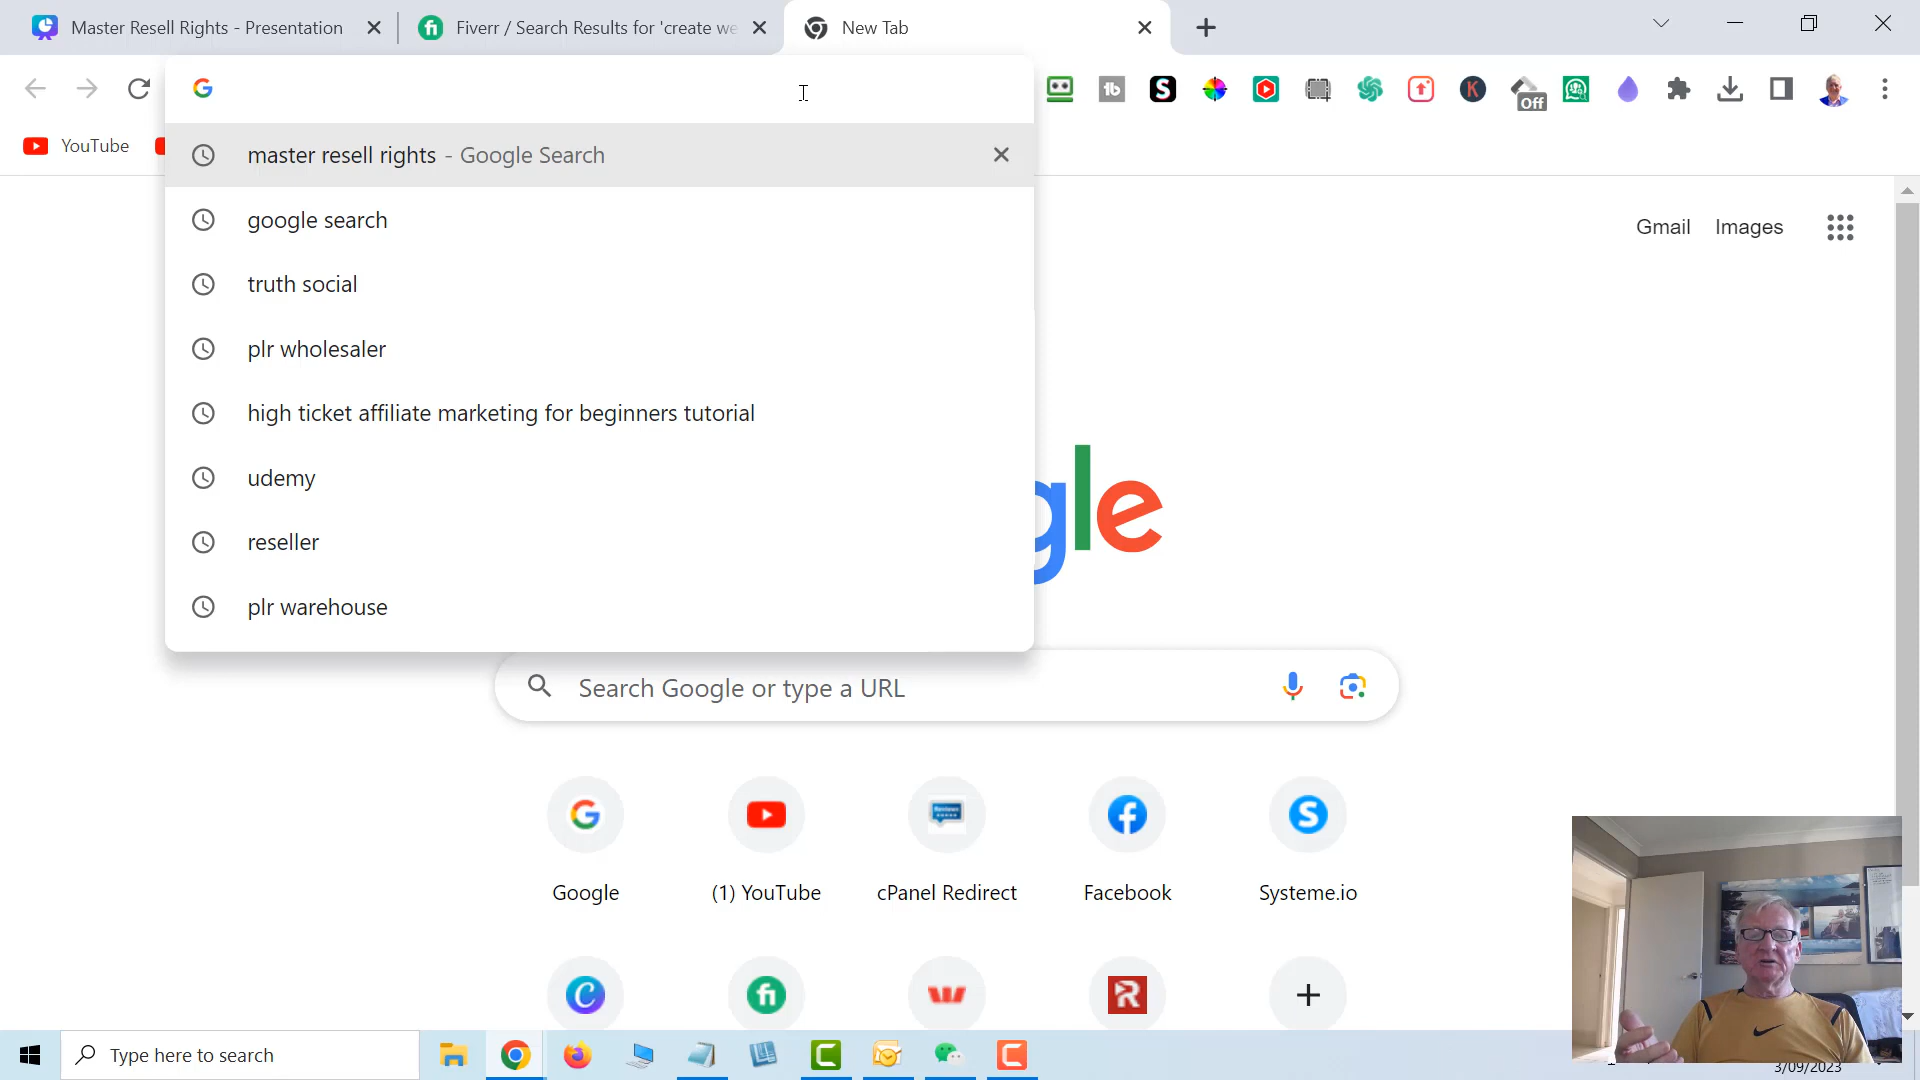 Master Resell Rights - Presentation
Fiverr / Search Results for 'create we
New Tab
Off
YouTube
master resell rights - Google Search
google search
truth social
plr wholesaler
high ticket affiliate marketing for beginners tutorial
udemy
reseller
plr warehouse
Gmail Images
gle
Search Google or type a URL
Google
(1) YouTube
cPanel Redirect
Facebook
Systeme.io
Type here to search
3/09/2023